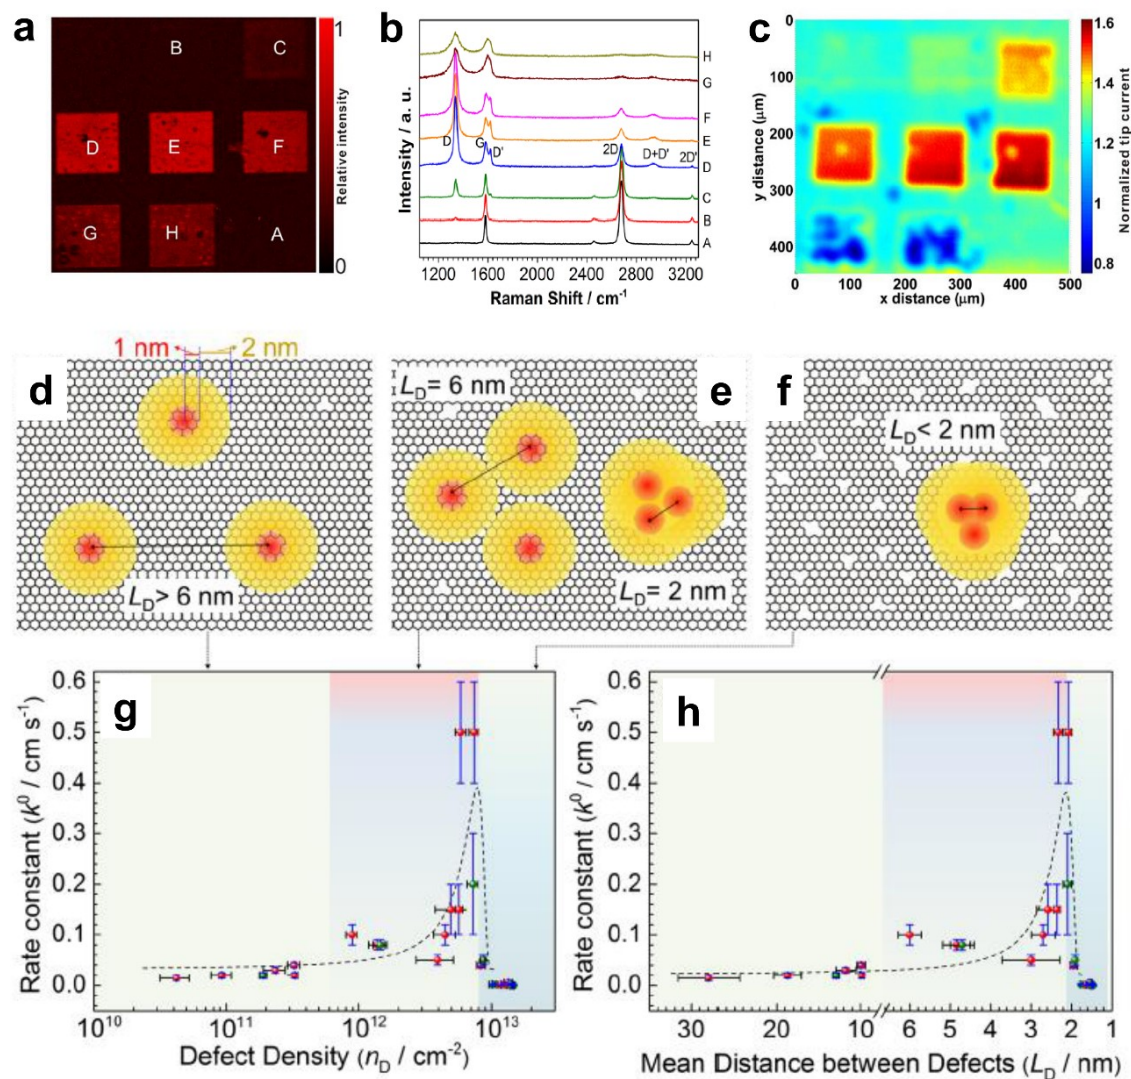 a
B
C
D
E
F
G
H
A
1
0
Relative intensity
b
Intensity / a. u.
H
G
F
E
D
C
B
A
D
G
D'
2D
D+D'
2D'
1200
1600
2000
2400
2800
3200
Raman Shift / cm⁻¹
c
0
100
200
300
400
y distance (μm)
0
100
200
300
400
500
x distance (μm)
1.6
1.4
1.2
1
0.8
Normalized tip current
1 nm
2 nm
d
L_D > 6 nm
L_D = 6 nm
e
L_D = 2 nm
f
L_D < 2 nm
g
0.6
0.5
0.4
0.3
0.2
0.1
0.0
Rate constant (k⁰ / cm s⁻¹)
10¹⁰
10¹¹
10¹²
10¹³
Defect Density (n_D / cm⁻²)
h
0.6
0.5
0.4
0.3
0.2
0.1
0.0
Rate constant (k⁰ / cm s⁻¹)
30
20
10
6
5
4
3
2
1
Mean Distance between Defects (L_D / nm)